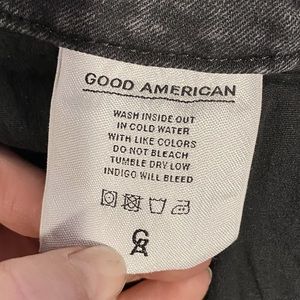 GOOD AMERICAN
WASH INSIDE OUT
IN COLD WATER
WITH LIKE COLORS
DO NOT BLEACH
TUMBLE DRY LOW
INDIGO WILL BLEED
GA